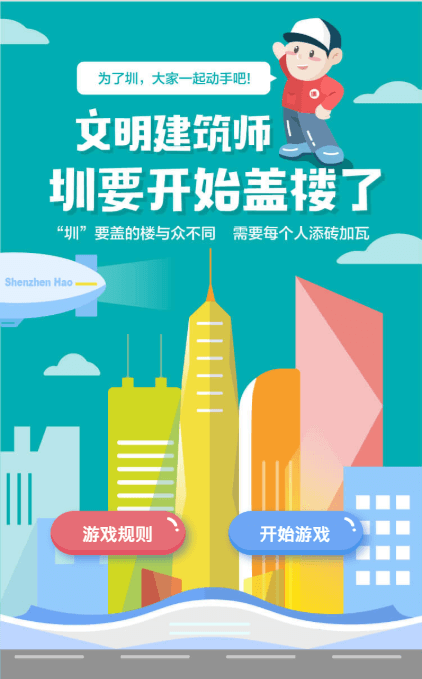 为了圳，大家一起动手吧！
文明建筑师
圳要开始盖搂了
“圳”要盖的楼与众不同 需要每个人添砖加瓦
Shenzhen Hao
游戏规则
开始游戏